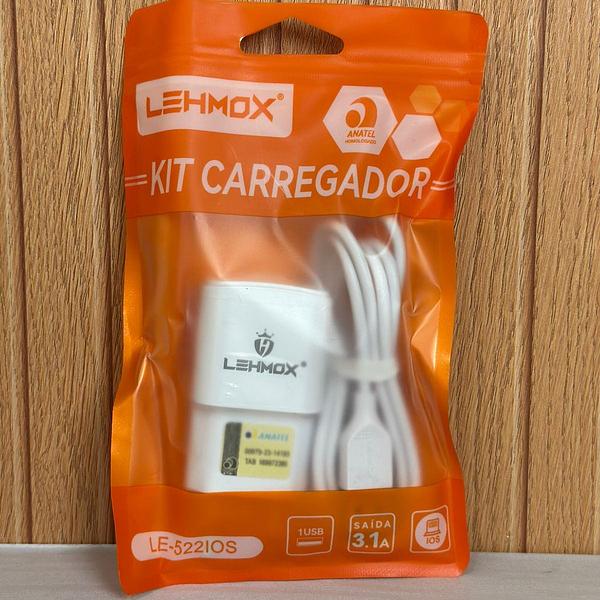 LEHMOX®
ANATEL
HOMOLOGADO
KIT CARREGADOR
LEHMOX®
ANATEL
LE-522IOS
1USB
SAÍDA
3.1A
IOS